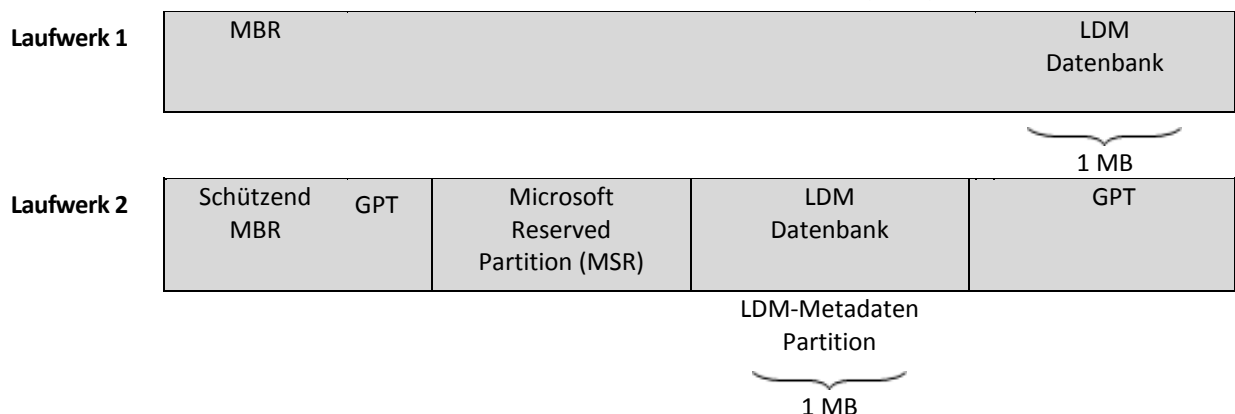 Laufwerk 1
MBR
LDM
Datenbank
1 MB
Laufwerk 2
Schützend
MBR
GPT
Microsoft
Reserved
Partition (MSR)
LDM
Datenbank
GPT
LDM-Metadaten
Partition
1 MB